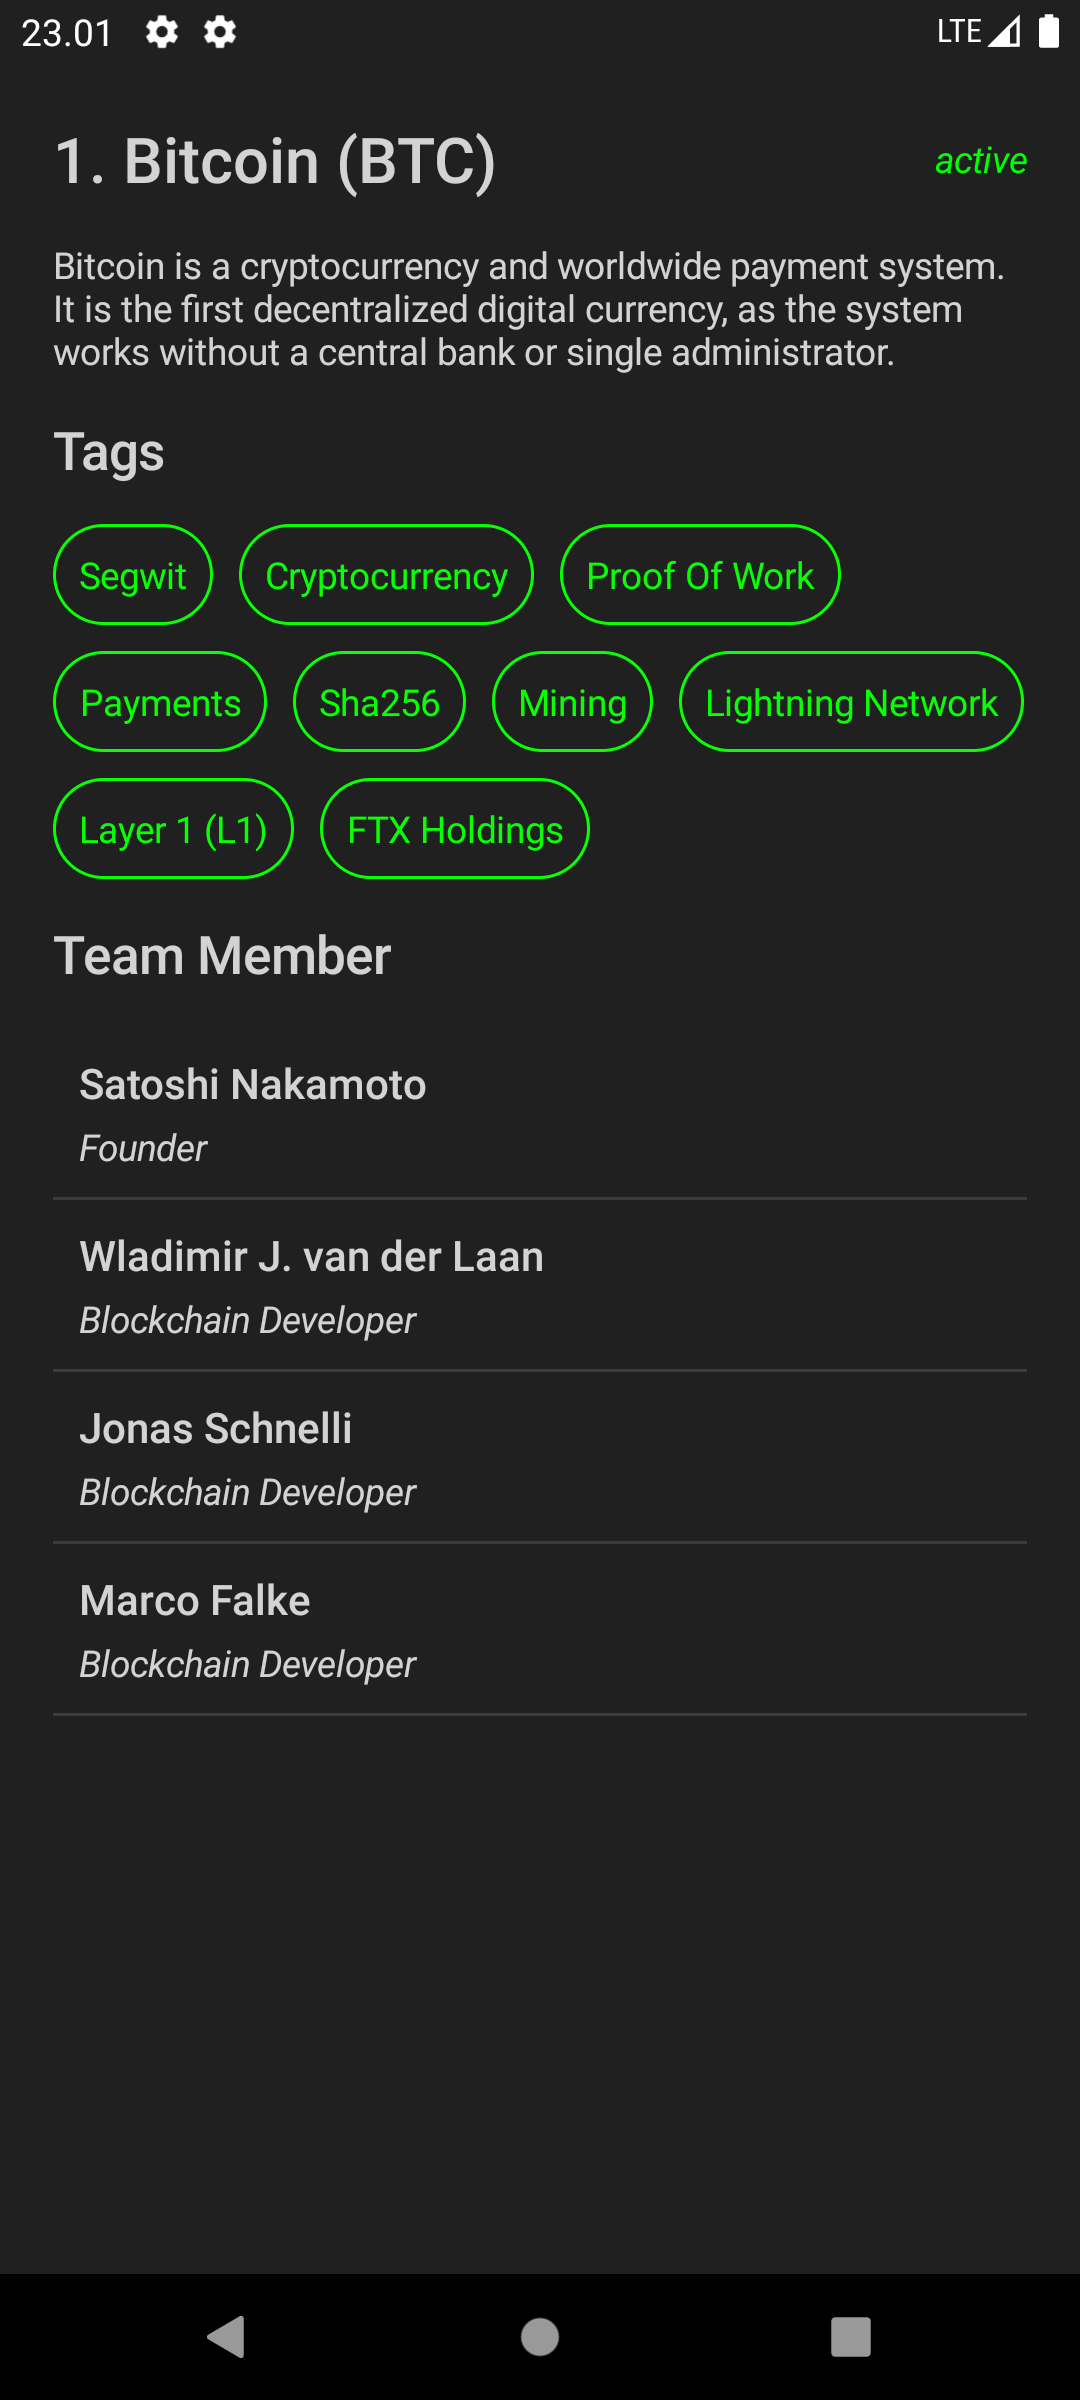 23.01 LTE
1. Bitcoin (BTC) active
Bitcoin is a cryptocurrency and worldwide payment system.
It is the first decentralized digital currency, as the system
works without a central bank or single administrator.
Tags
Segwit Cryptocurrency Proof Of Work
Payments Sha256 Mining Lightning Network
Layer 1 (L1) FTX Holdings
Team Member
Satoshi Nakamoto
Founder
Wladimir J. van der Laan
Blockchain Developer
Jonas Schnelli
Blockchain Developer
Marco Falke
Blockchain Developer